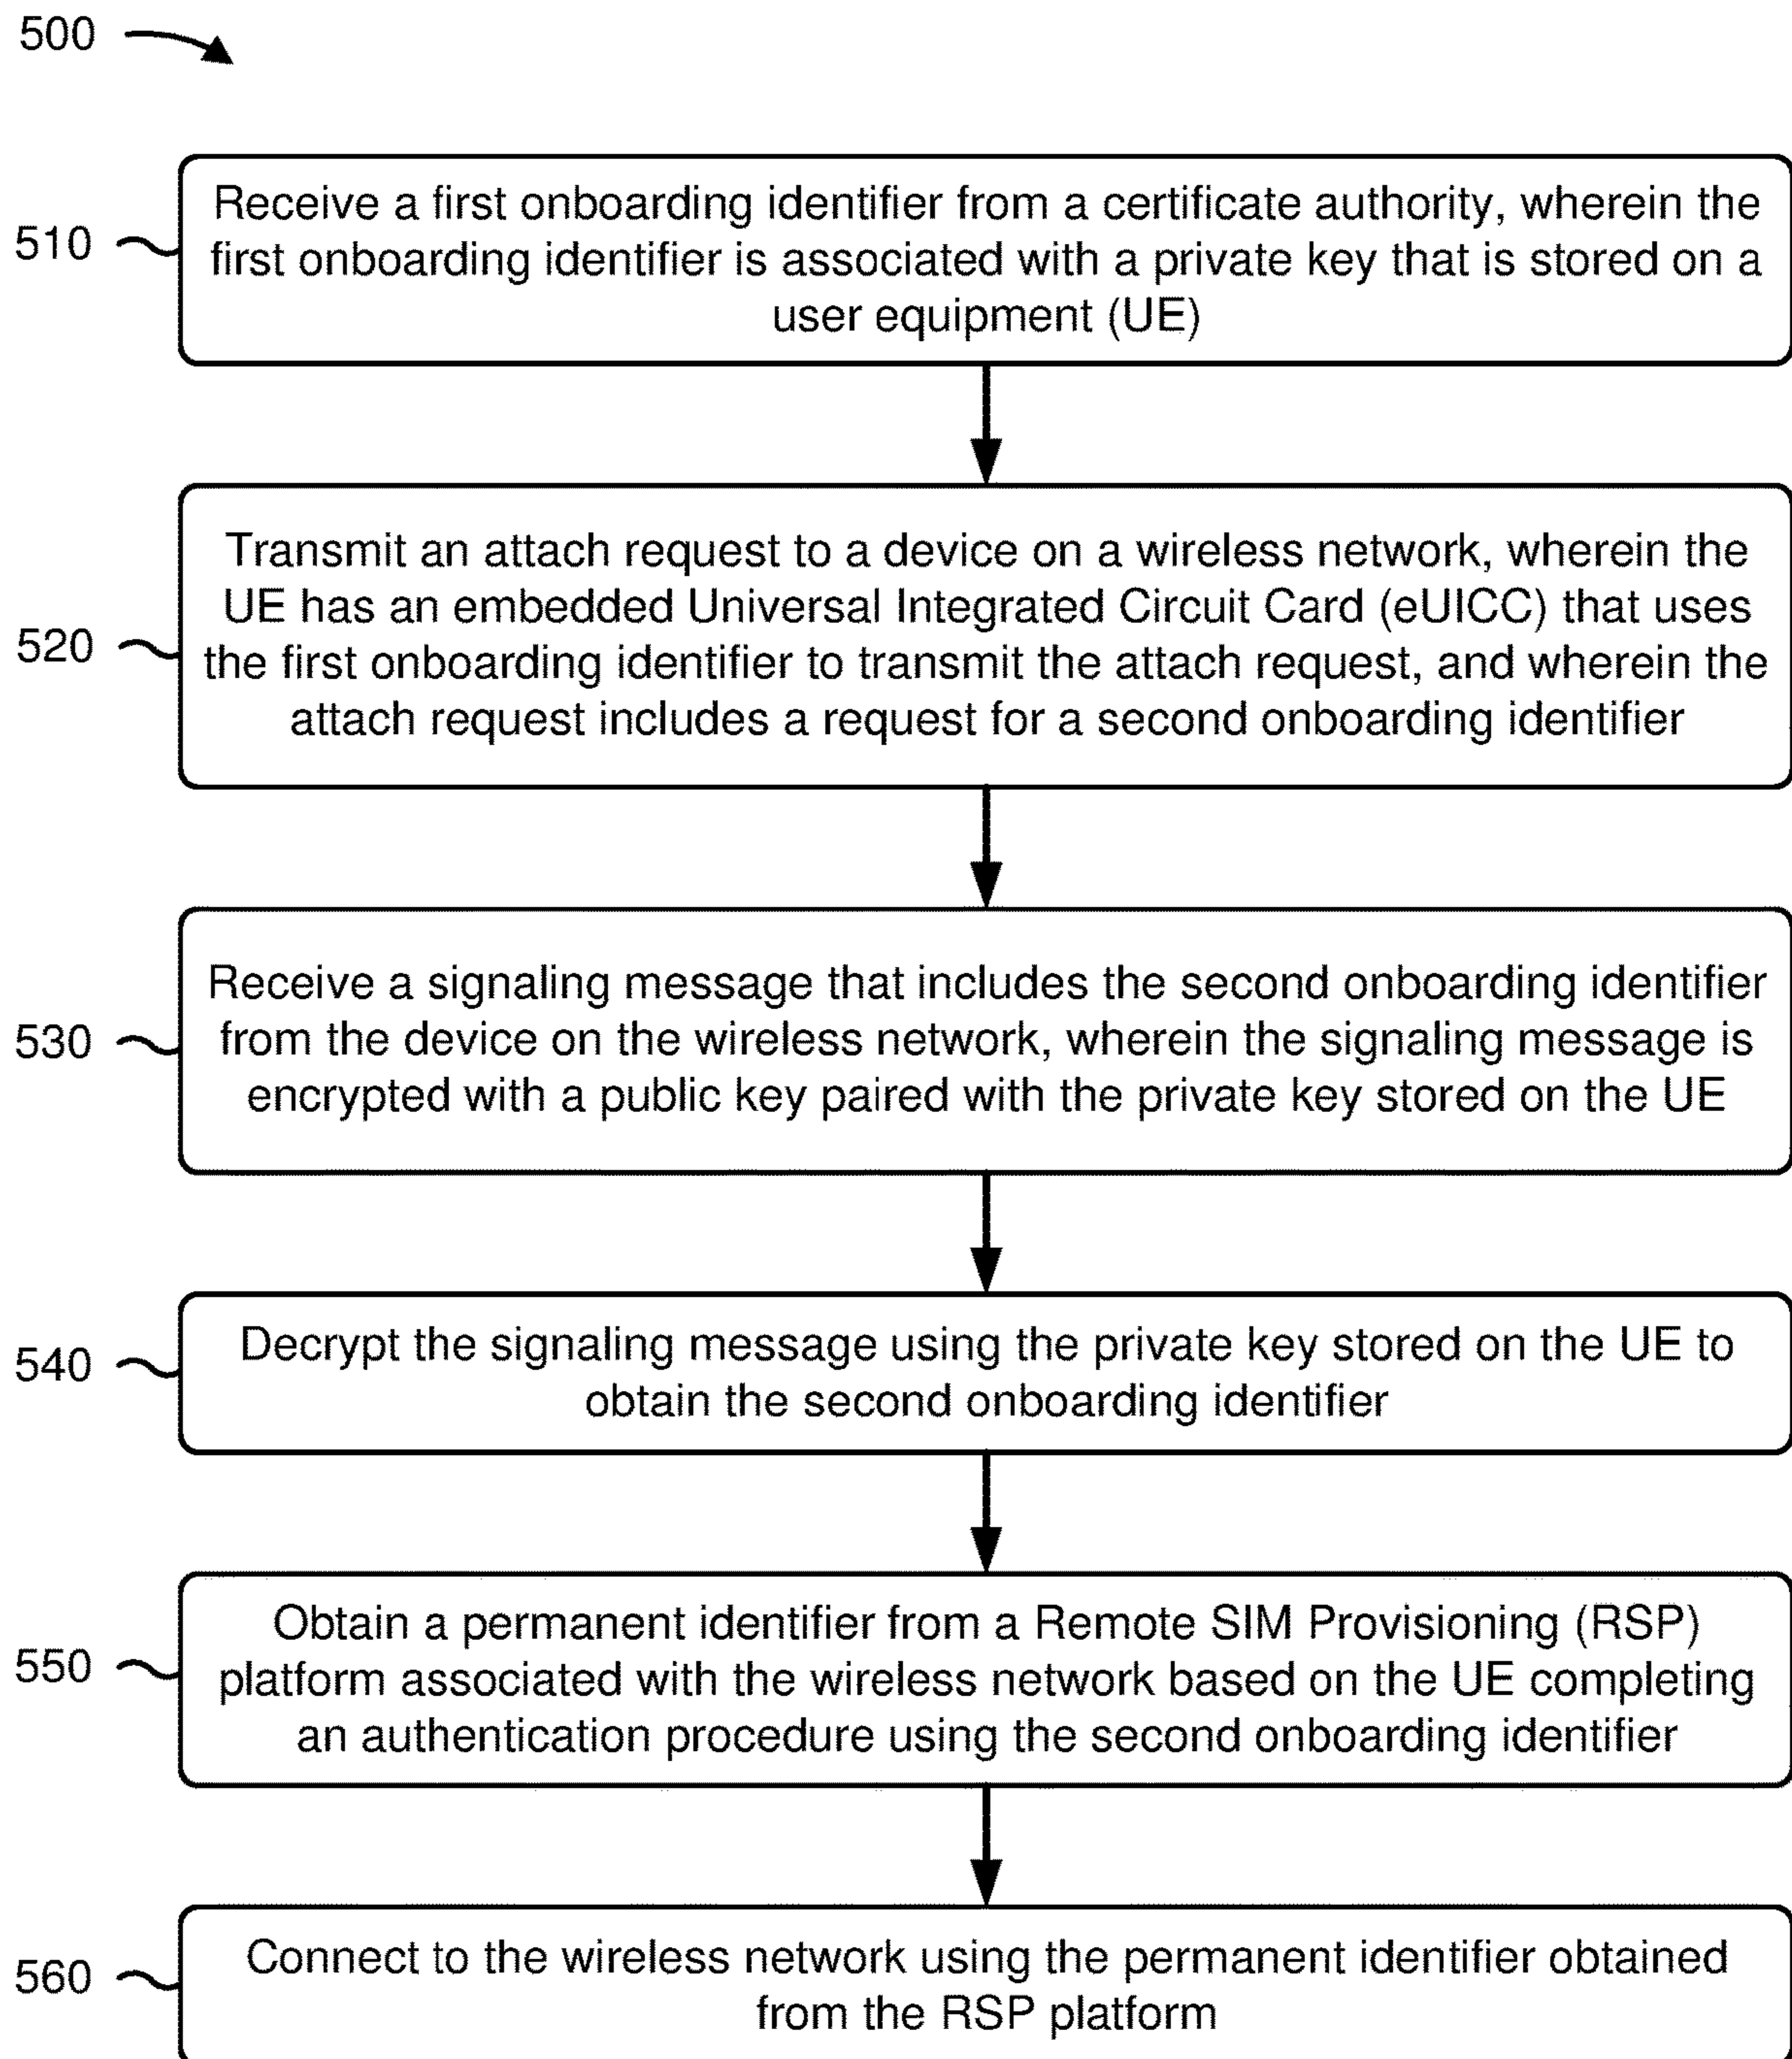 500
510
Receive a first onboarding identifier from a certificate authority, wherein the
first onboarding identifier is associated with a private key that is stored on a
user equipment (UE)
520
Transmit an attach request to a device on a wireless network, wherein the
UE has an embedded Universal Integrated Circuit Card (eUICC) that uses
the first onboarding identifier to transmit the attach request, and wherein the
attach request includes a request for a second onboarding identifier
530
Receive a signaling message that includes the second onboarding identifier
from the device on the wireless network, wherein the signaling message is
encrypted with a public key paired with the private key stored on the UE
540
Decrypt the signaling message using the private key stored on the UE to
obtain the second onboarding identifier
550
Obtain a permanent identifier from a Remote SIM Provisioning (RSP)
platform associated with the wireless network based on the UE completing
an authentication procedure using the second onboarding identifier
560
Connect to the wireless network using the permanent identifier obtained
from the RSP platform